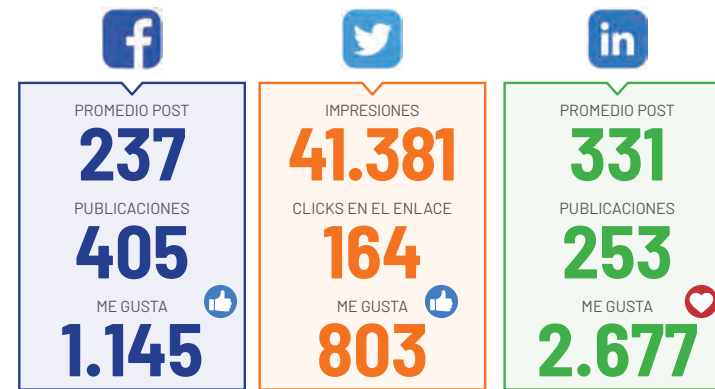 f
in
PROMEDIO POST
237
PUBLICACIONES
405
ME GUSTA
1.145
IMPRESIONES
41.381
CLICKS EN EL ENLACE
164
ME GUSTA
803
PROMEDIO POST
331
PUBLICACIONES
253
ME GUSTA
2.677